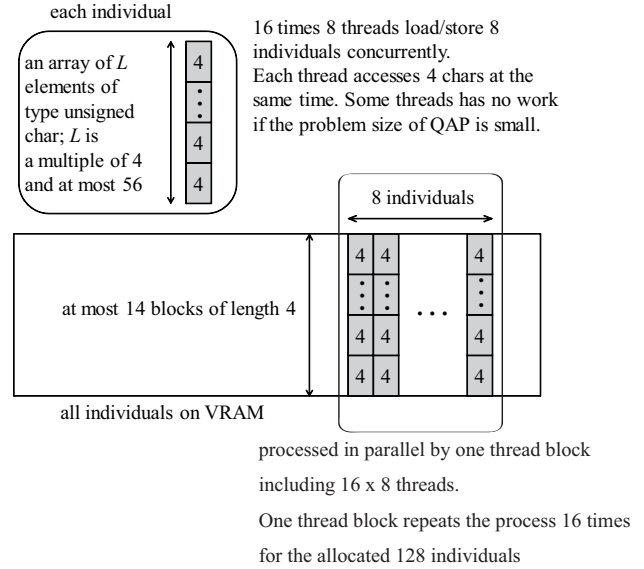 each individual
an array of L
elements of
type unsigned
char; L is
a multiple of 4
and at most 56
4
4
4
16 times 8 threads load/store 8
individuals concurrently.
Each thread accesses 4 chars at the
same time. Some threads has no work
if the problem size of QAP is small.
8 individuals
at most 14 blocks of length 4
4 4 4
...
4 4 4
4 4 4
all individuals on VRAM
processed in parallel by one thread block
including 16 x 8 threads.
One thread block repeats the process 16 times
for the allocated 128 individuals